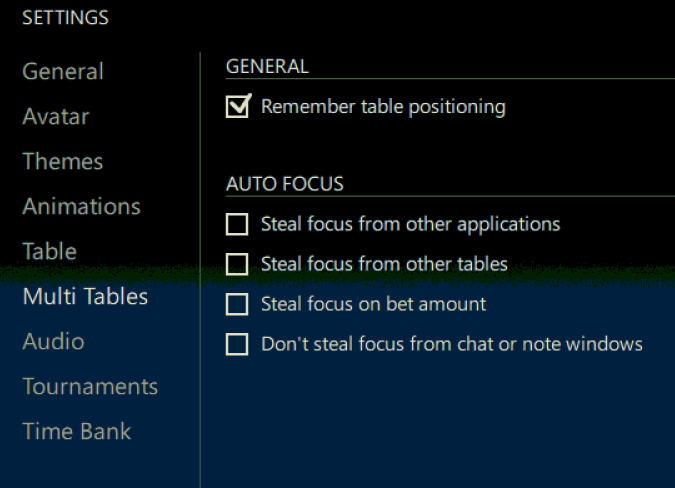 SETTINGS
General
Avatar
Themes
Animations
Table
Multi Tables
Audio
Tournaments
Time Bank
GENERAL
Remember table positioning
AUTO FOCUS
Steal focus from other applications
Steal focus from other tables
Steal focus on bet amount
Don't steal focus from chat or note windows